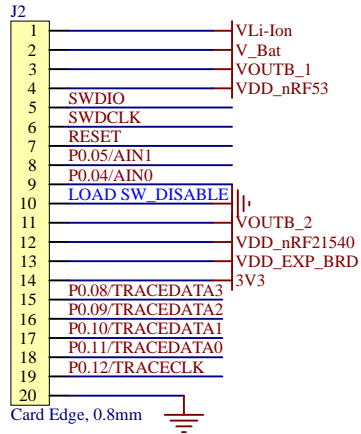 J2
1 VLi-Ion
2 V_Bat
3 VOUTB_1
4 VDD_nRF53
5 SWDIO
6 SWDCLK
7 RESET
8 P0.05/AIN1
9 P0.04/AIN0
10 LOAD SW_DISABLE
11 VOUTB_2
12 VDD_nRF21540
13 VDD_EXP_BRD
14 3V3
15 P0.08/TRACEDATA3
16 P0.09/TRACEDATA2
17 P0.10/TRACEDATA1
18 P0.11/TRACEDATA0
19 P0.12/TRACECLK
20
Card Edge, 0.8mm